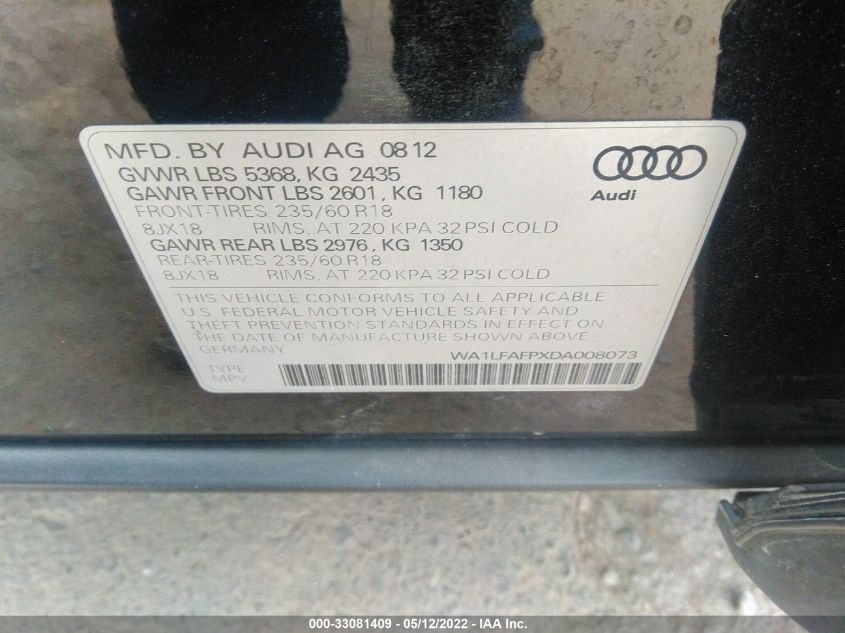 MFD. BY AUDI AG 08 12
GVWR LBS 5368, KG 2435
GAWR FRONT LBS 2601, KG 1180
FRONT-TIRES 235/60 R18
8JX18 RIMS, AT 220 KPA 32 PSI COLD
GAWR REAR LBS 2976, KG 1350
REAR-TIRES 235/60 R18
8JX18 RIMS, AT 220 KPA 32 PSI COLD
Audi
THIS VEHICLE CONFORMS TO ALL APPLICABLE
U.S. FEDERAL MOTOR VEHICLE SAFETY AND
THEFT PREVENTION STANDARDS IN EFFECT ON
THE DATE OF MANUFACTURE SHOWN ABOVE
GERMANY WA1LFAFPXDA008073
TYPE
MPV
000-33081409 - 05/12/2022 - IAA Inc.